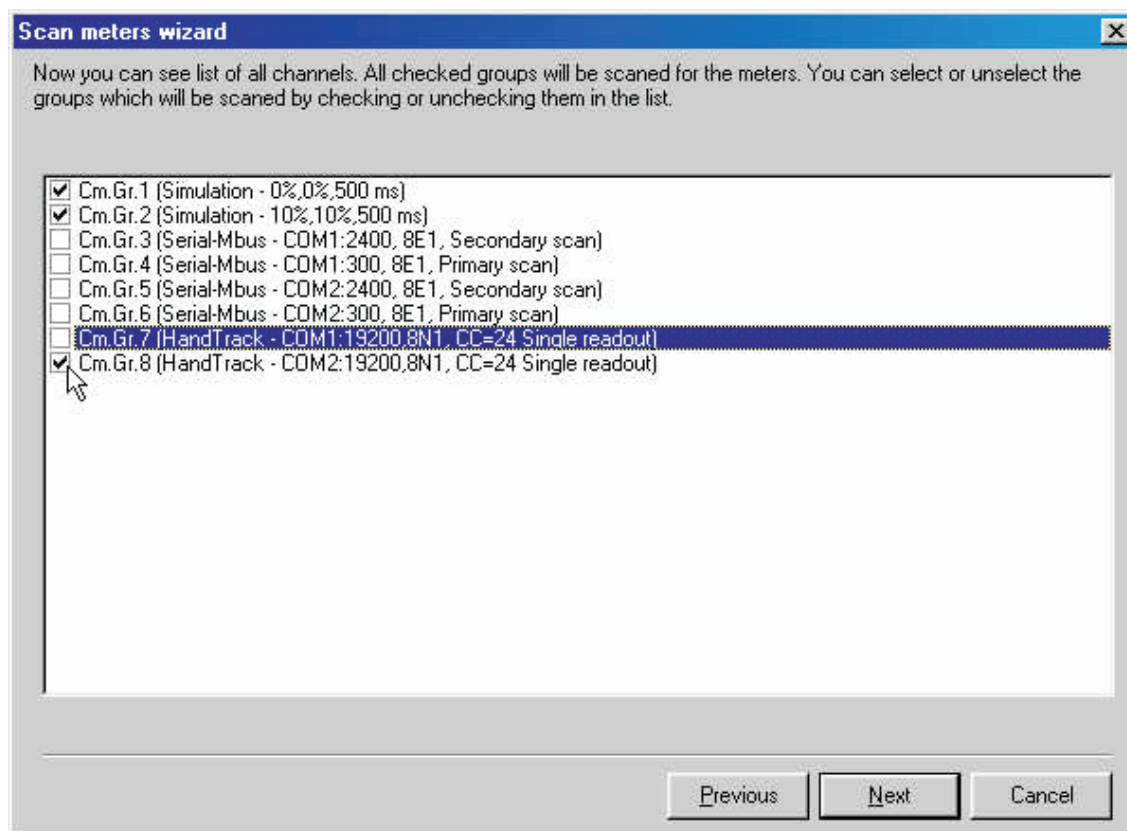 Scan meters wizard
Now you can see list of all channels. All checked groups will be scaned for the meters. You can select or unselect the
groups which will be scaned by checking or unchecking them in the list.
Cm.Gr.1 (Simulation - 0%,0%,500 ms)
Cm.Gr.2 (Simulation - 10%,10%,500 ms)
Cm.Gr.3 (Serial-Mbus - COM1:2400, 8E1, Secondary scan)
Cm.Gr.4 (Serial-Mbus - COM1:300, 8E1, Primary scan)
Cm.Gr.5 (Serial-Mbus - COM2:2400, 8E1, Secondary scan)
Cm.Gr.6 (Serial-Mbus - COM2:300, 8E1, Primary scan)
Cm.Gr.7 (HandTrack - COM1:19200,8N1, CC=24 Single readout)
Cm.Gr.8 (HandTrack - COM2:19200,8N1, CC=24 Single readout)
Previous Next Cancel